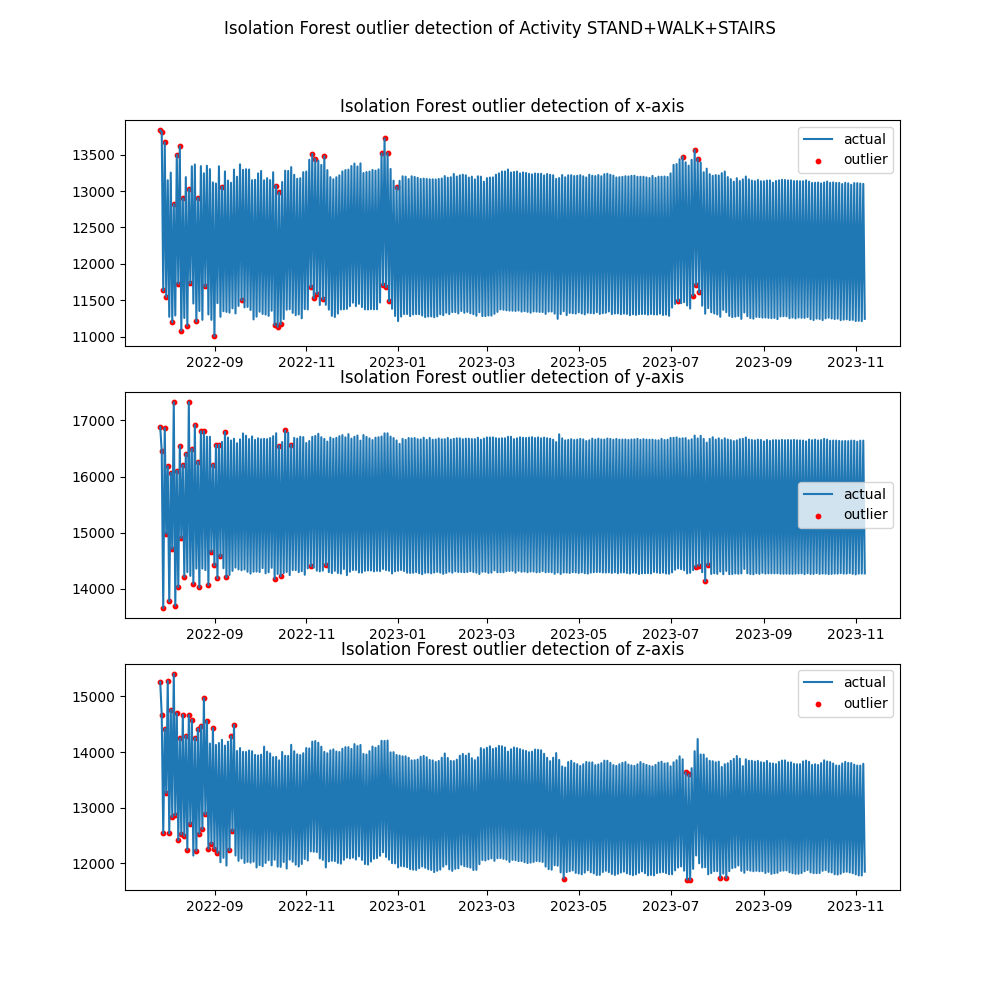 Isolation Forest outlier detection of Activity STAND+WALK+STAIRS
Isolation Forest outlier detection of x-axis
actual
outlier
13500
13000
12500
12000
11500
11000
2022-09 2022-11 2023-01 2023-03 2023-05 2023-07 2023-09 2023-11
Isolation Forest outlier detection of y-axis
17000
16000
15000
14000
actual
outlier
2022-09 2022-11 2023-01 2023-03 2023-05 2023-07 2023-09 2023-11
Isolation Forest outlier detection of z-axis
actual
outlier
15000
14000
13000
12000
2022-09 2022-11 2023-01 2023-03 2023-05 2023-07 2023-09 2023-11